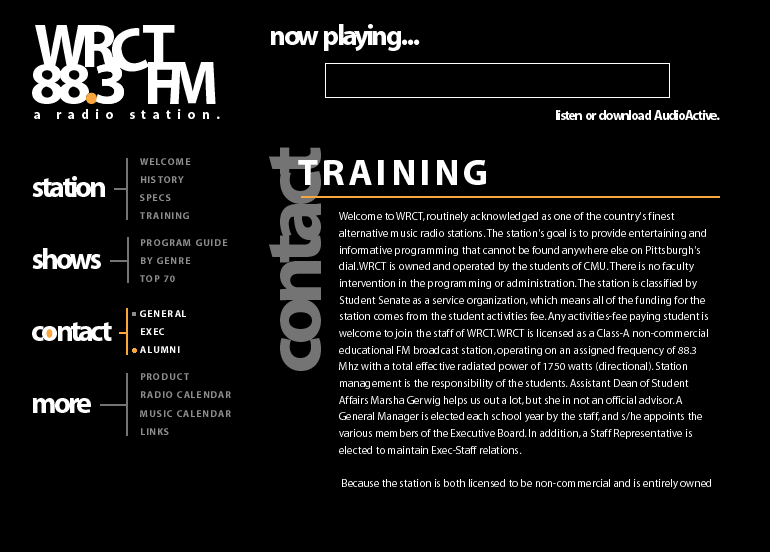 WRCT
88.3 FM
a radio station.
now playing...
listen or download AudioActive.
station
WELCOME
HISTORY
SPECS
TRAINING
shows
PROGRAM GUIDE
BY GENRE
TOP 70
contact
GENERAL
EXEC
ALUMNI
more
PRODUCT
RADIO CALENDAR
MUSIC CALENDAR
LINKS
contact
TRAINING
Welcome to WRCT, routinely acknowledged as one of the country's finest
alternative music radio stations. The station's goal is to provide entertaining and
informative programming that cannot be found anywhere else on Pittsburgh's
dial. WRCT is owned and operated by the students of CMU. There is no faculty
intervention in the programming or administration. The station is classified by
Student Senate as a service organization, which means all of the funding for the
station comes from the student activities fee. Any activities-fee paying student is
welcome to join the staff of WRCT. WRCT is licensed as a Class-A non-commercial
educational FM broadcast station, operating on an assigned frequency of 88.3
Mhz with a total effective radiated power of 1750 watts (directional). Station
management is the responsibility of the students. Assistant Dean of Student
Affairs Marsha Gerwig helps us out a lot, but she in not an official advisor. A
General Manager is elected each school year by the staff, and s/he appoints the
various members of the Executive Board. In addition, a Staff Representative is
elected to maintain Exec-Staff relations.
Because the station is both licensed to be non-commercial and is entirely owned